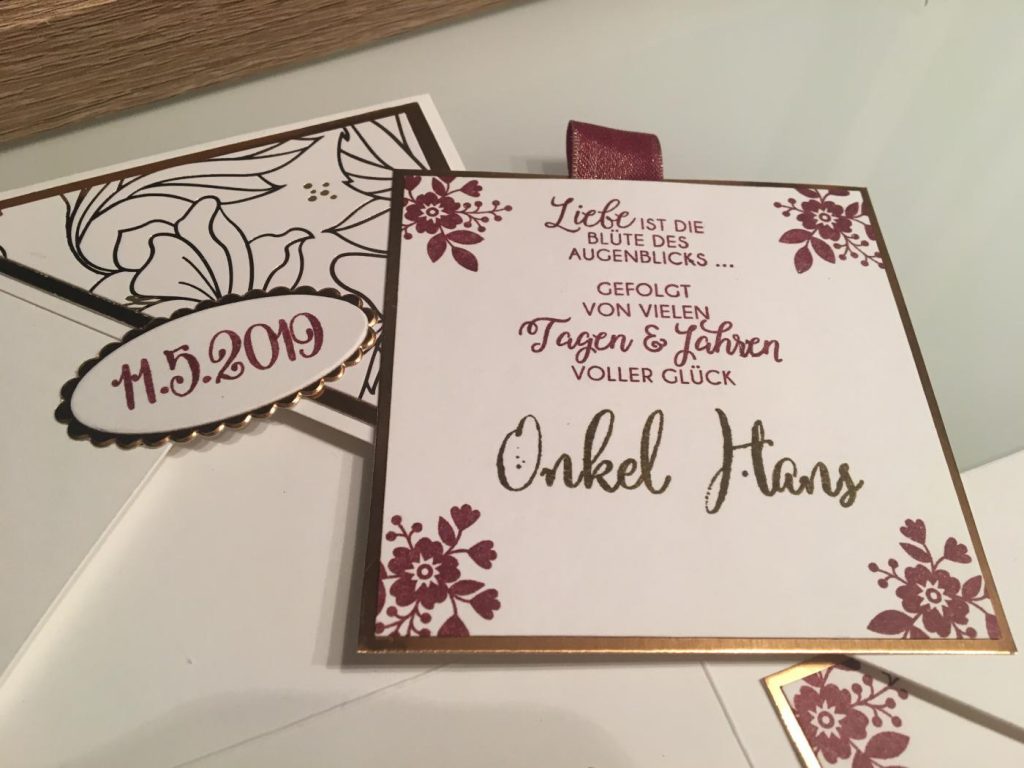 11.5.2019
Liebe IST DIE
BLÜTE DES
AUGENBLICKS ...
GEFOLGT
VON VIELEN
Tagen & Jahren
VOLLER GLÜCK
Onkel Hans